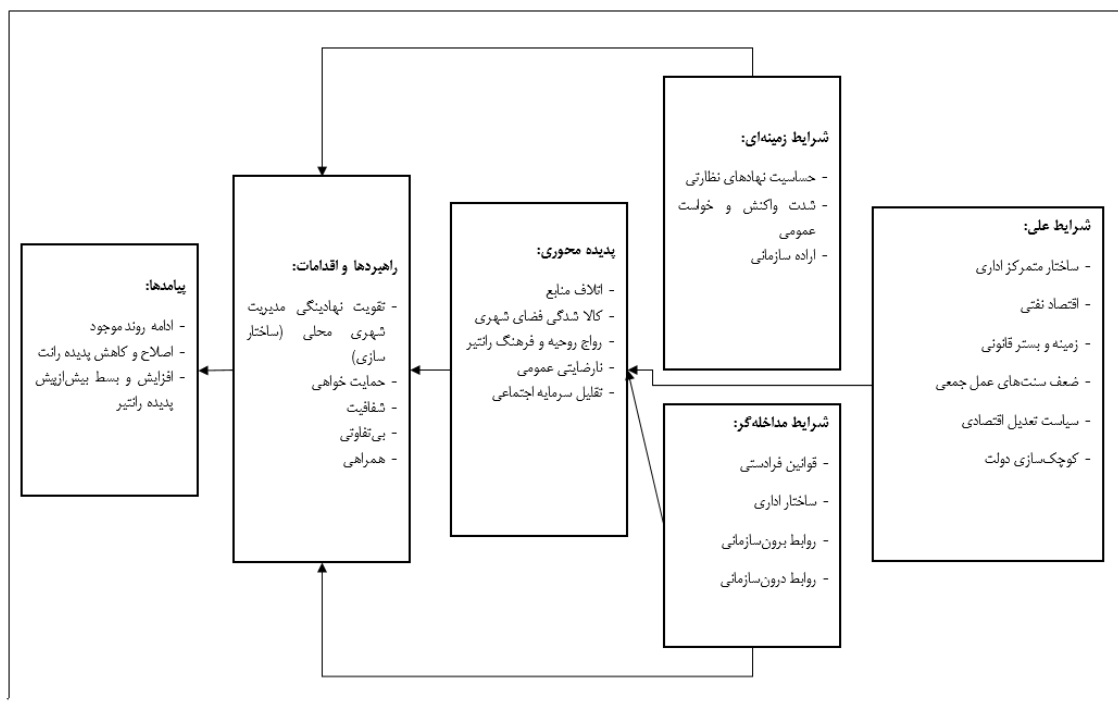 شرایط علی:
- ساختار متمرکز اداری
- اقتصاد نفتی
- زمینه و بستر قانونی
- ضعف سنت‌های عمل جمعی
- سیاست تعدیل اقتصادی
- کوچک‌سازی دولت
شرایط زمینه‌ای:
- حساسیت نهادهای نظارتی
- شدت واکنش و خواست
عمومی
- اراده سازمانی
شرایط مداخله‌گر:
- قوانین فرادستی
- ساختار اداری
- روابط برون‌سازمانی
- روابط درون‌سازمانی
پدیده محوری:
- اتلاف منابع
- کالا شدگی فضای شهری
- رواج روحیه و فرهنگ رانتیر
- نارضایتی عمومی
- تقلیل سرمایه اجتماعی
راهبردها و اقدامات:
- تقویت نهادینگی مدیریت
شهری محلی (ساختار
سازی)
- حمایت خواهی
- شفافیت
- بی‌تفاوتی
- همراهی
پیامدها:
- ادامه روند موجود
- اصلاح و کاهش پدیده رانت
- افزایش و بسط بیش‌ازپیش
پدیده رانتیر